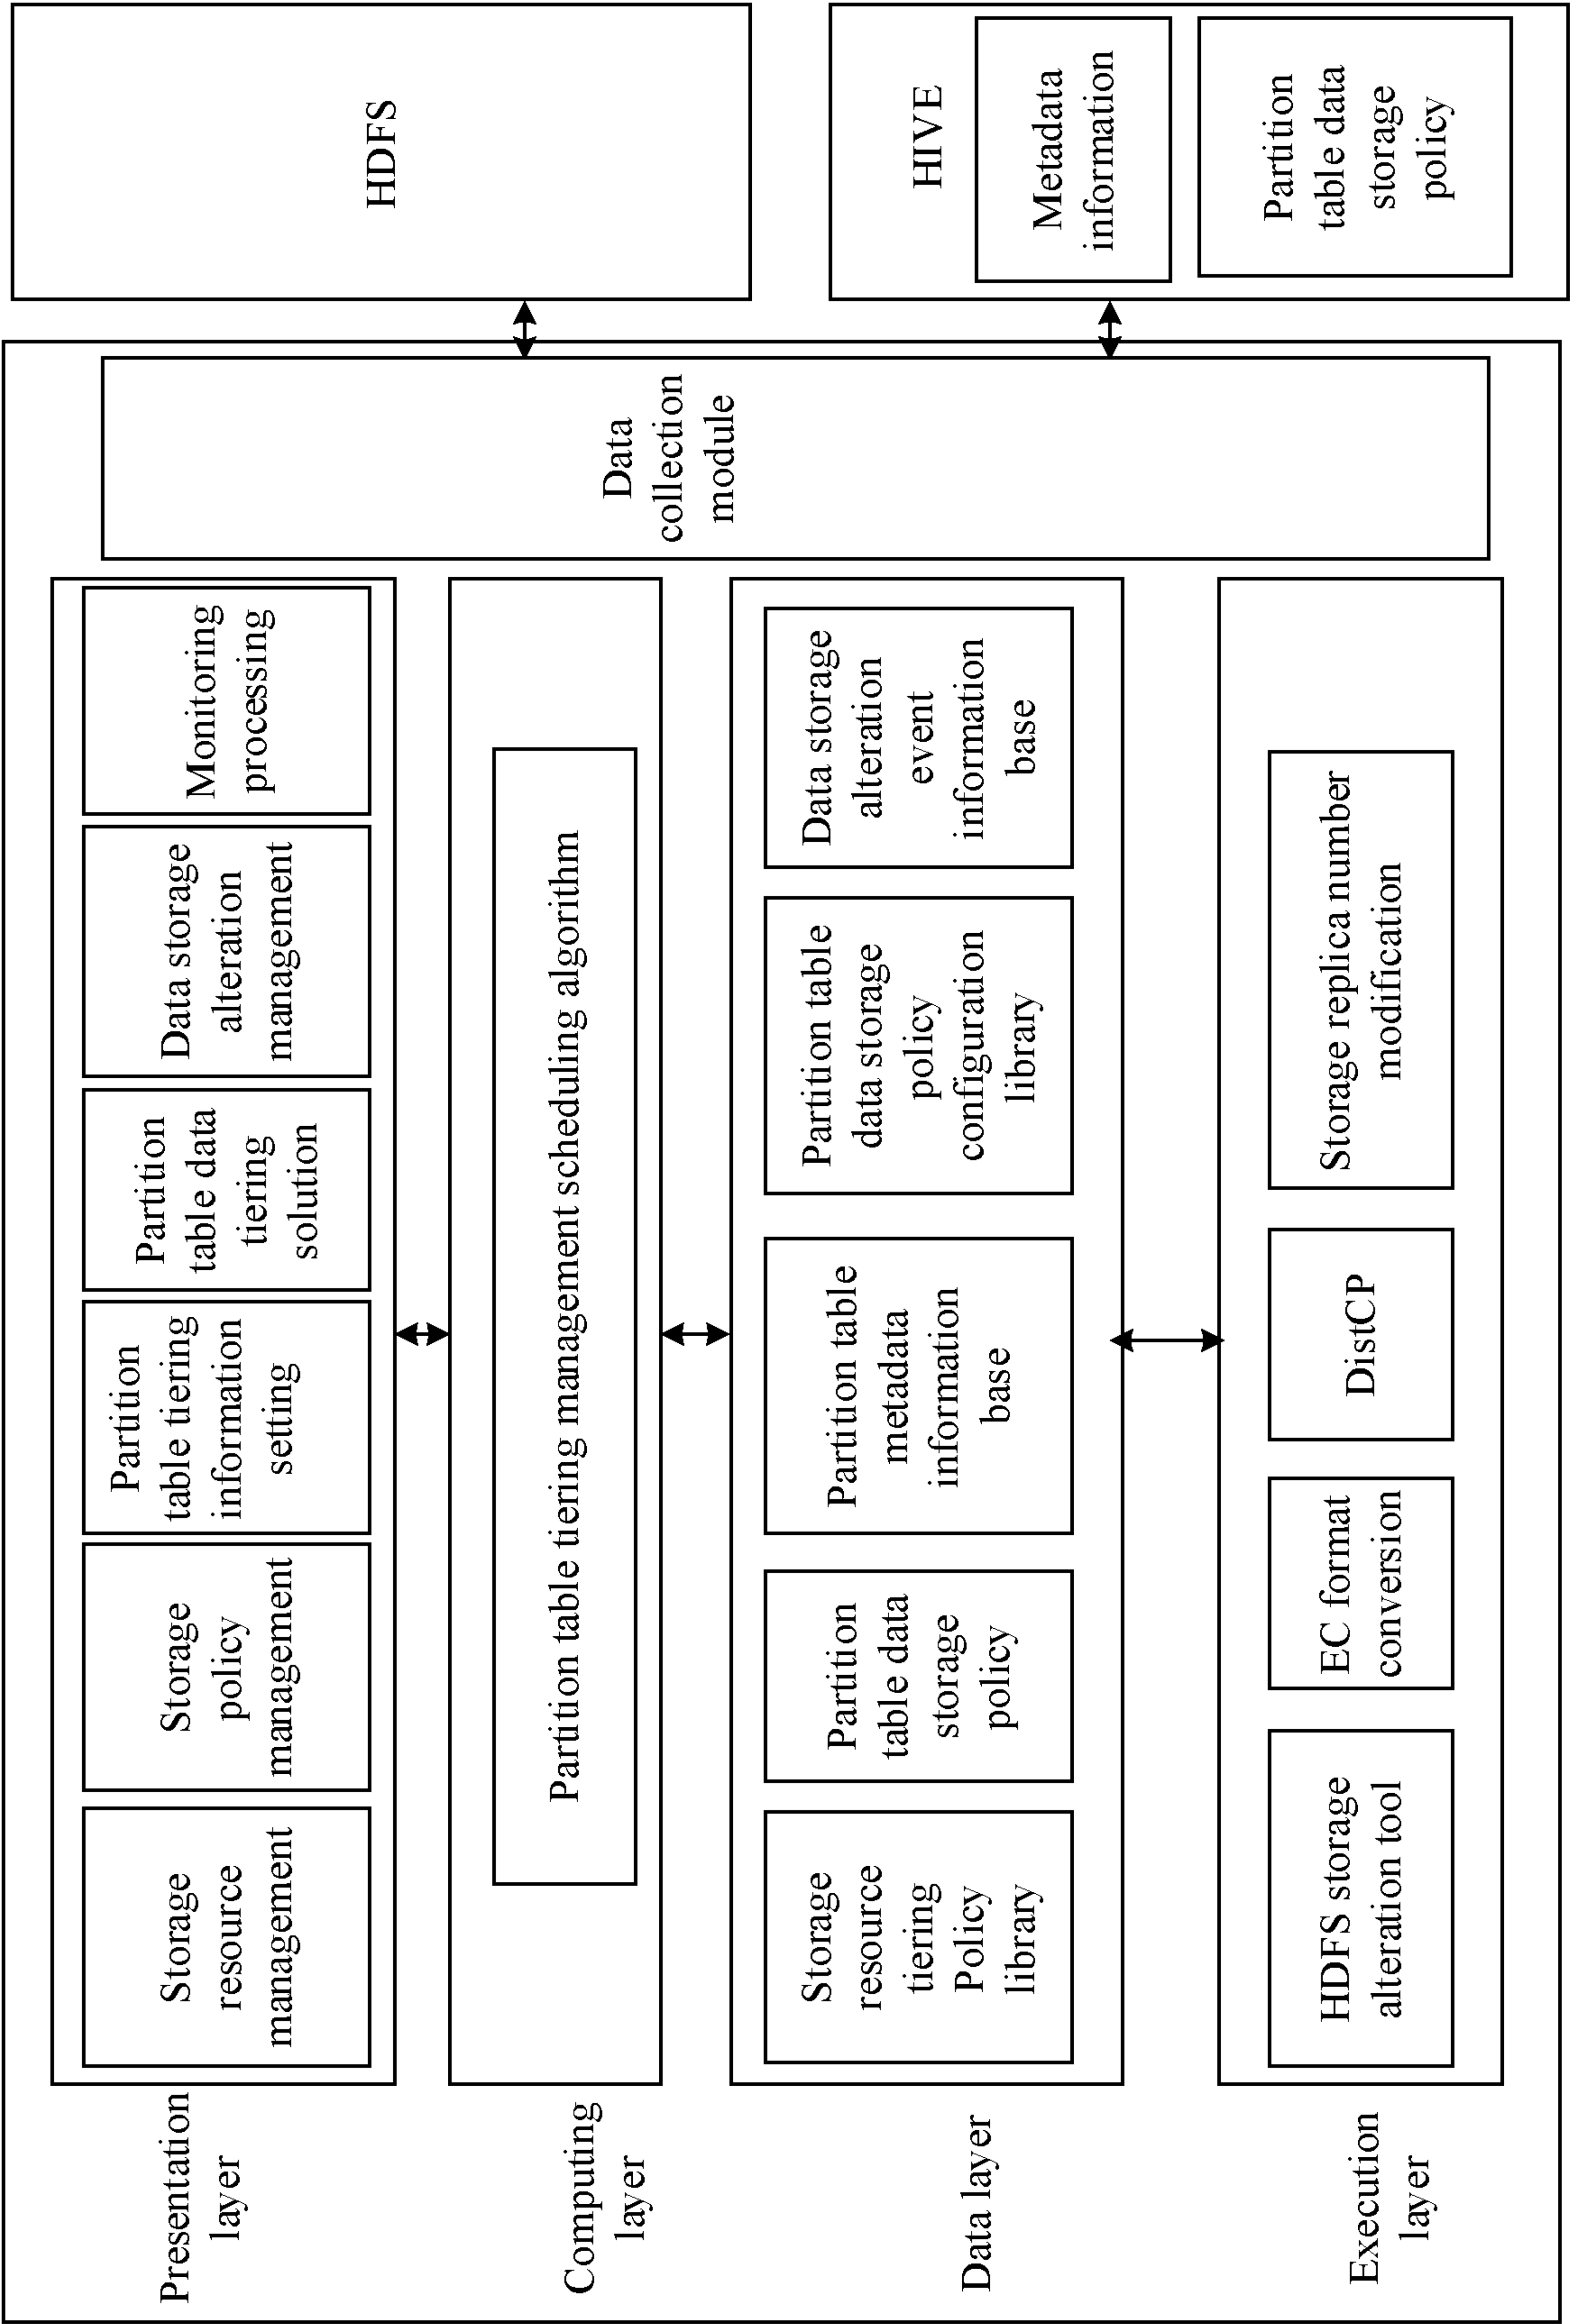 Presentation
layer
Storage
resource
management
Storage
policy
management
Partition
table tiering
information
setting
Partition
table data
tiering
solution
Data storage
alteration
management
Monitoring
processing
Computing
layer
Partition table tiering management scheduling algorithm
Data layer
Storage
resource
tiering
Policy
library
Partition
table data
storage
policy
Partition table
metadata
information
base
Partition table
data storage
policy
configuration
library
Data storage
alteration
event
information
base
Execution
layer
HDFS storage
alteration tool
EC format
conversion
DistCP
Storage replica number
modification
Data
collection
module
HDFS
HIVE
Metadata
information
Partition
table data
storage
policy